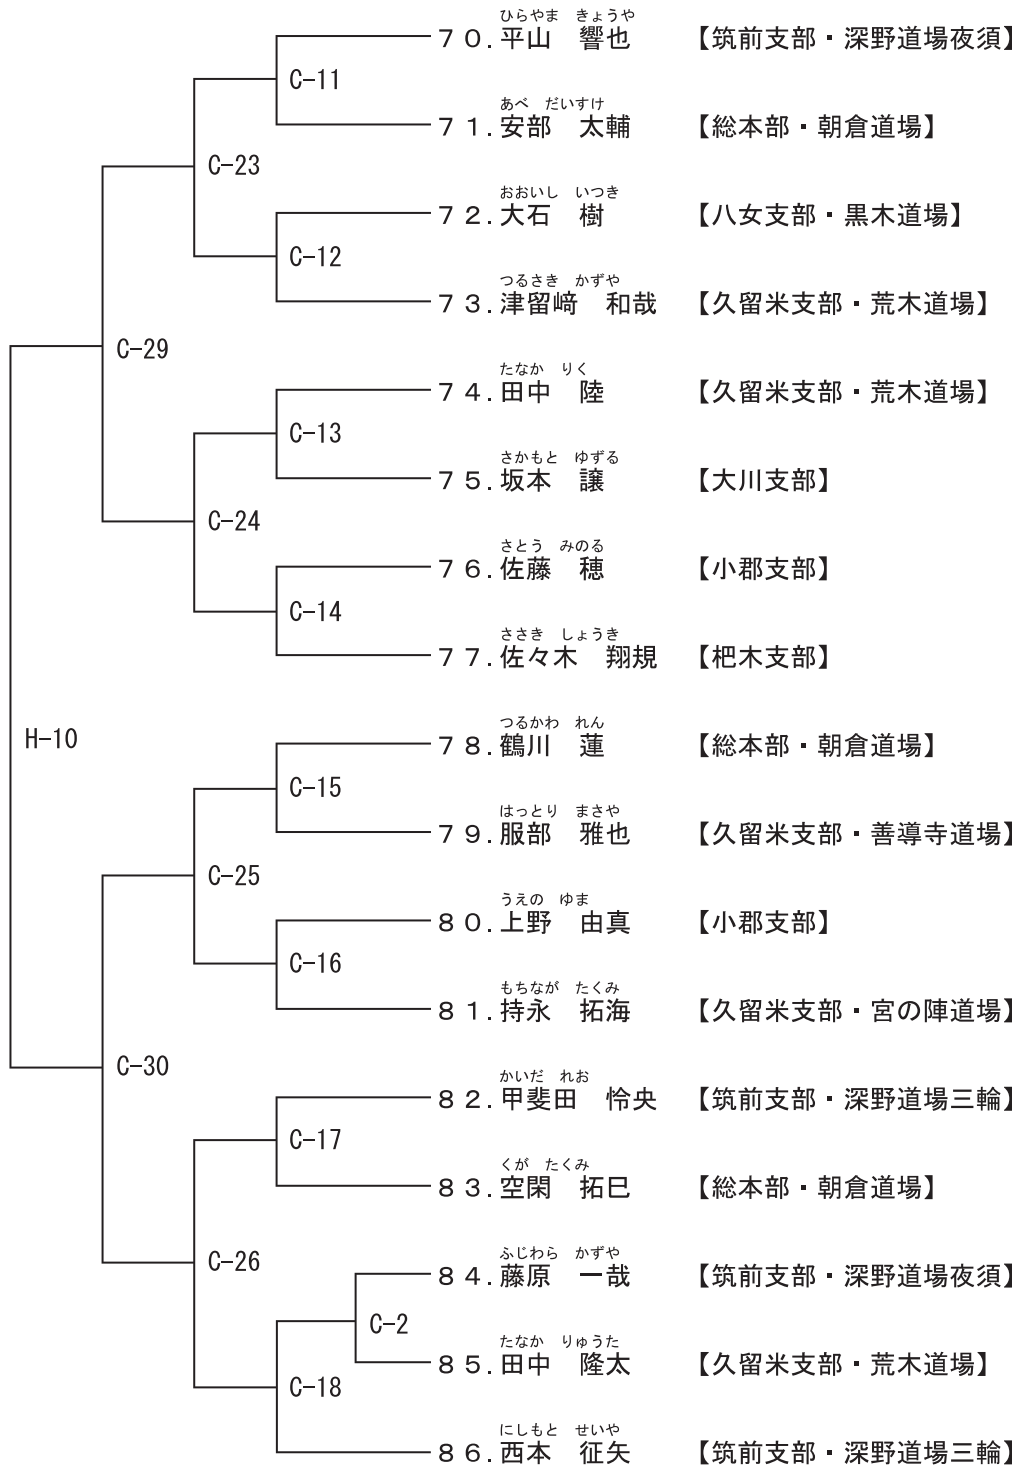 ひらやま　きょうや
７０.平山　響也　【筑前支部・深野道場夜須】
C-11
あべ　だいすけ
７１.安部　太輔　【総本部・朝倉道場】
C-23
おおいし　いつき
７２.大石　樹　【八女支部・黒木道場】
C-12
つるさき　かずや
７３.津留﨑　和哉　【久留米支部・荒木道場】
C-29
たなか　りく
７４.田中　陸　【久留米支部・荒木道場】
C-13
さかもと　ゆずる
７５.坂本　譲　【大川支部】
C-24
さとう　みのる
７６.佐藤　穂　【小郡支部】
C-14
ささき　しょうき
７７.佐々木　翔規　【杷木支部】
H-10
つるかわ　れん
７８.鶴川　蓮　【総本部・朝倉道場】
C-15
はっとり　まさや
７９.服部　雅也　【久留米支部・善導寺道場】
C-25
うえの　ゆま
８０.上野　由真　【小郡支部】
C-16
もちなが　たくみ
８１.持永　拓海　【久留米支部・宮の陣道場】
C-30
かいだ　れお
８２.甲斐田　怜央　【筑前支部・深野道場三輪】
C-17
くが　たくみ
８３.空閑　拓巳　【総本部・朝倉道場】
C-26
ふじわら　かずや
８４.藤原　一哉　【筑前支部・深野道場夜須】
C-2
たなか　りゅうた
８５.田中　隆太　【久留米支部・荒木道場】
C-18
にしもと　せいや
８６.西本　征矢　【筑前支部・深野道場三輪】